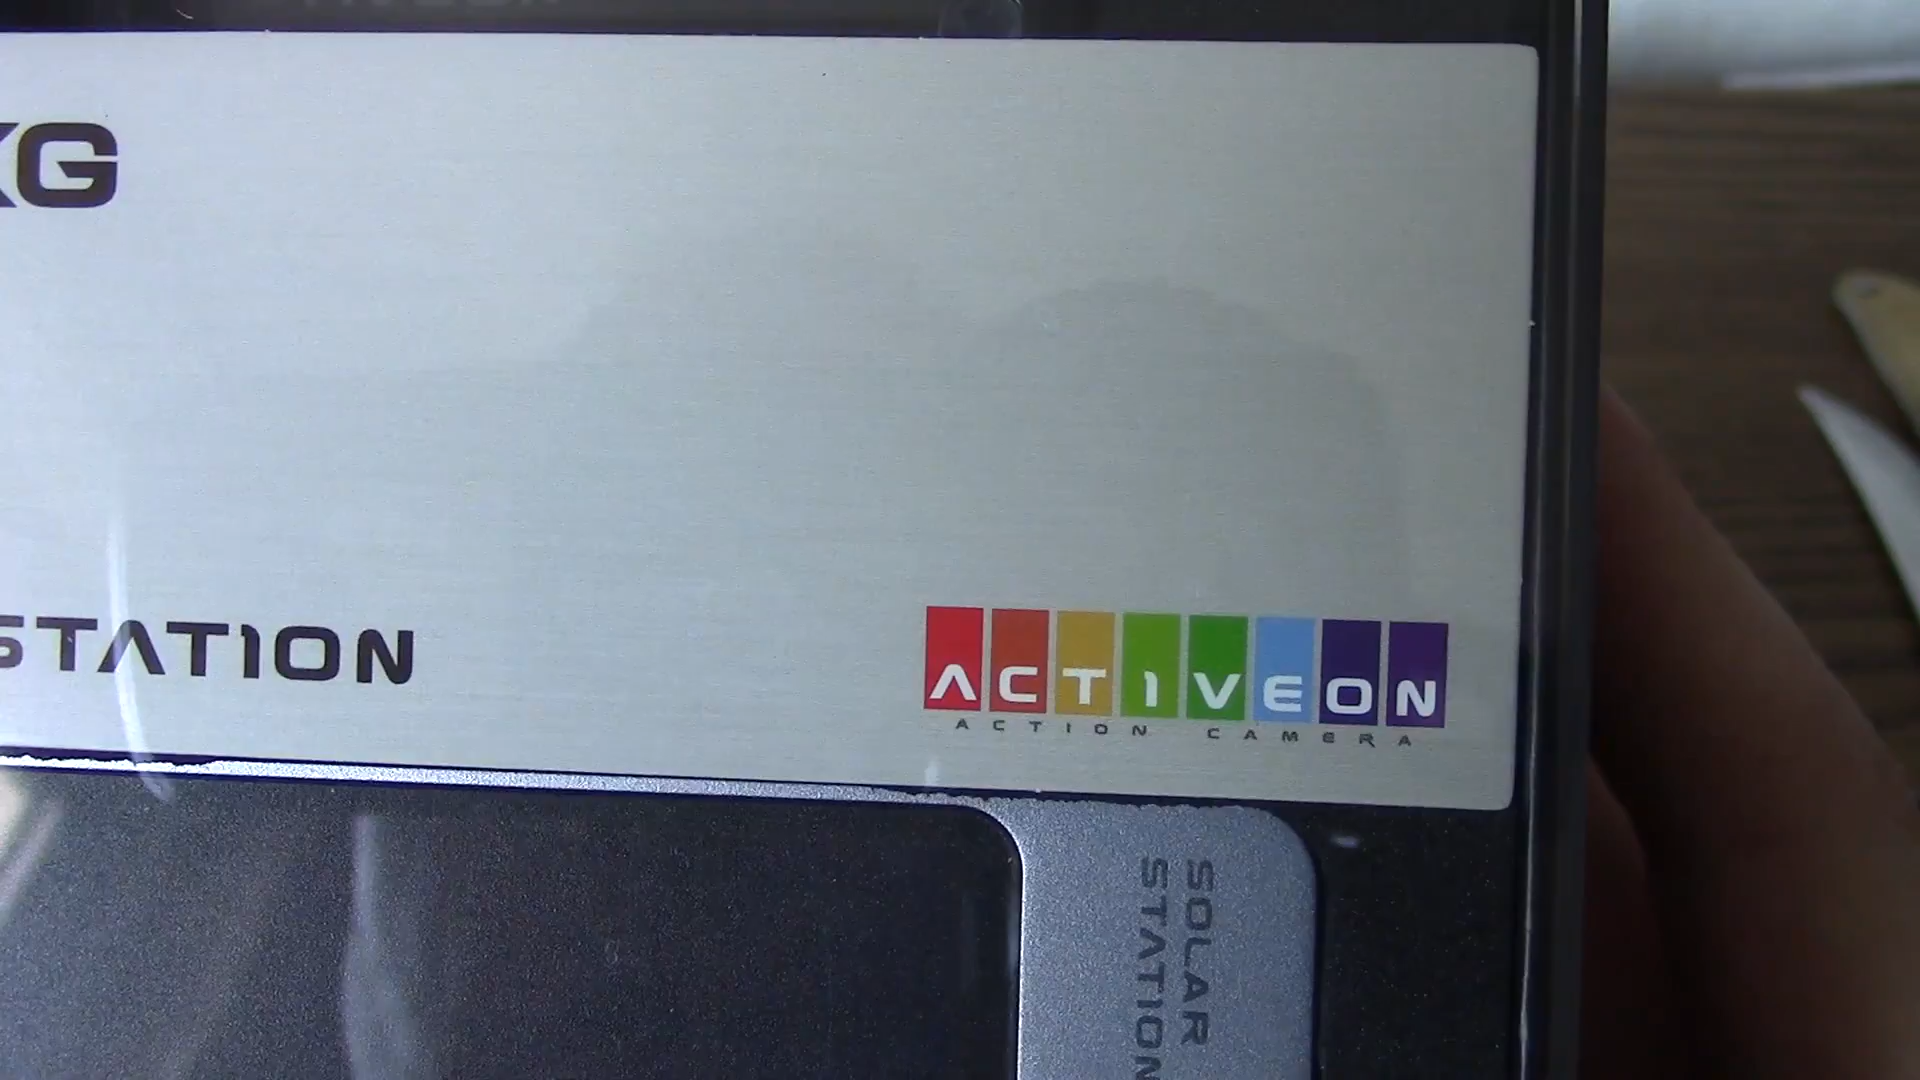 XG
STATION
ACTIVEON
ACTION CAMERA
SOLAR
STATION